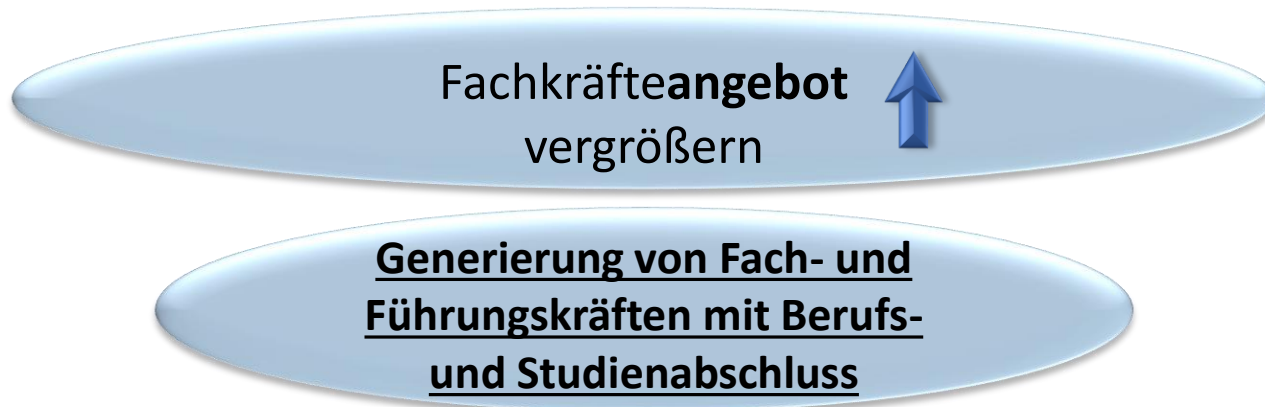 Fachkräfteangebot
vergrößern
Generierung von Fach- und
Führungskräften mit Berufs-
und Studienabschluss